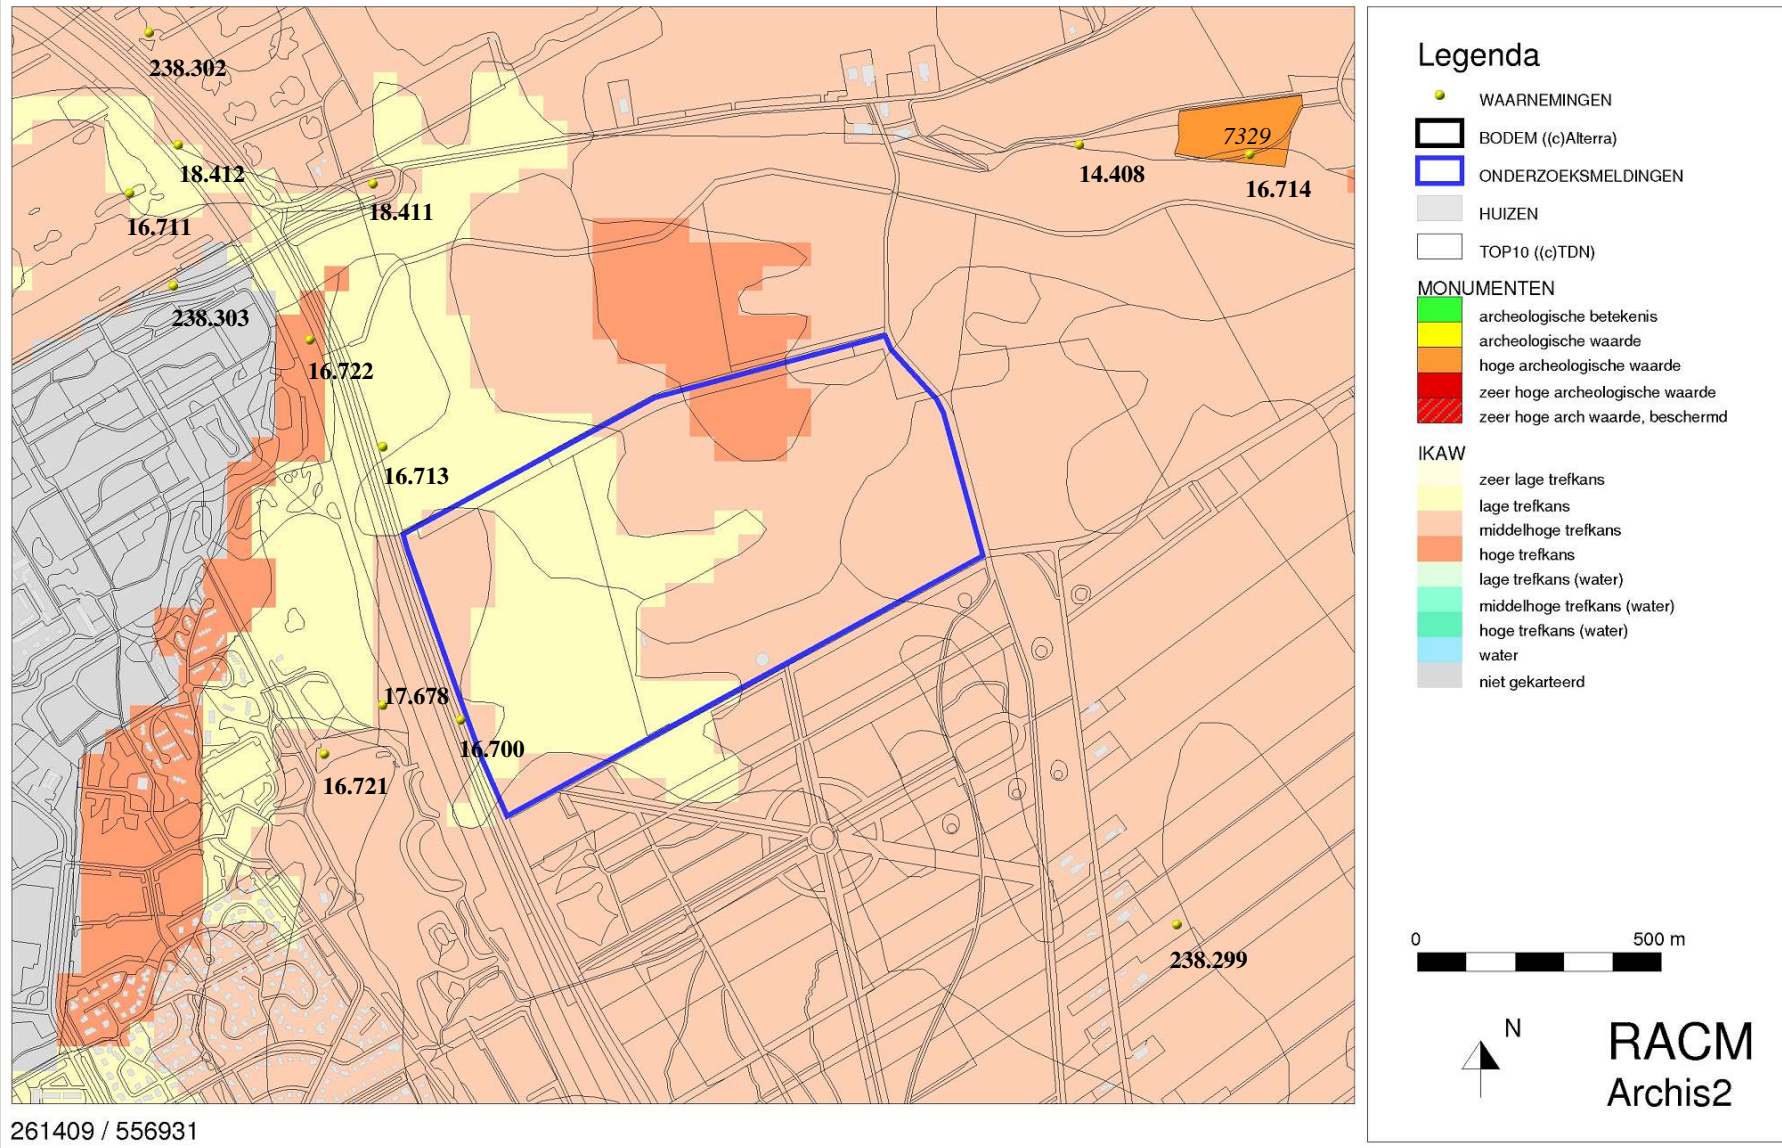 238.302
18.412
16.711
18.411
238.303
16.722
16.713
14.408
7329
16.714
17.678
16.700
16.721
238.299
261409 / 556931
Legenda
WAARNEMINGEN
BODEM ((c)Alterra)
ONDERZOEKSMELDINGEN
HUIZEN
TOP10 ((c)TDN)
MONUMENTEN
archeologische betekenis
archeologische waarde
hoge archeologische waarde
zeer hoge archeologische waarde
zeer hoge arch waarde, beschermd
IKAW
zeer lage trefkans
lage trefkans
middelhoge trefkans
hoge trefkans
lage trefkans (water)
middelhoge trefkans (water)
hoge trefkans (water)
water
niet gekarteerd
0 500 m
N
RACM
Archis2